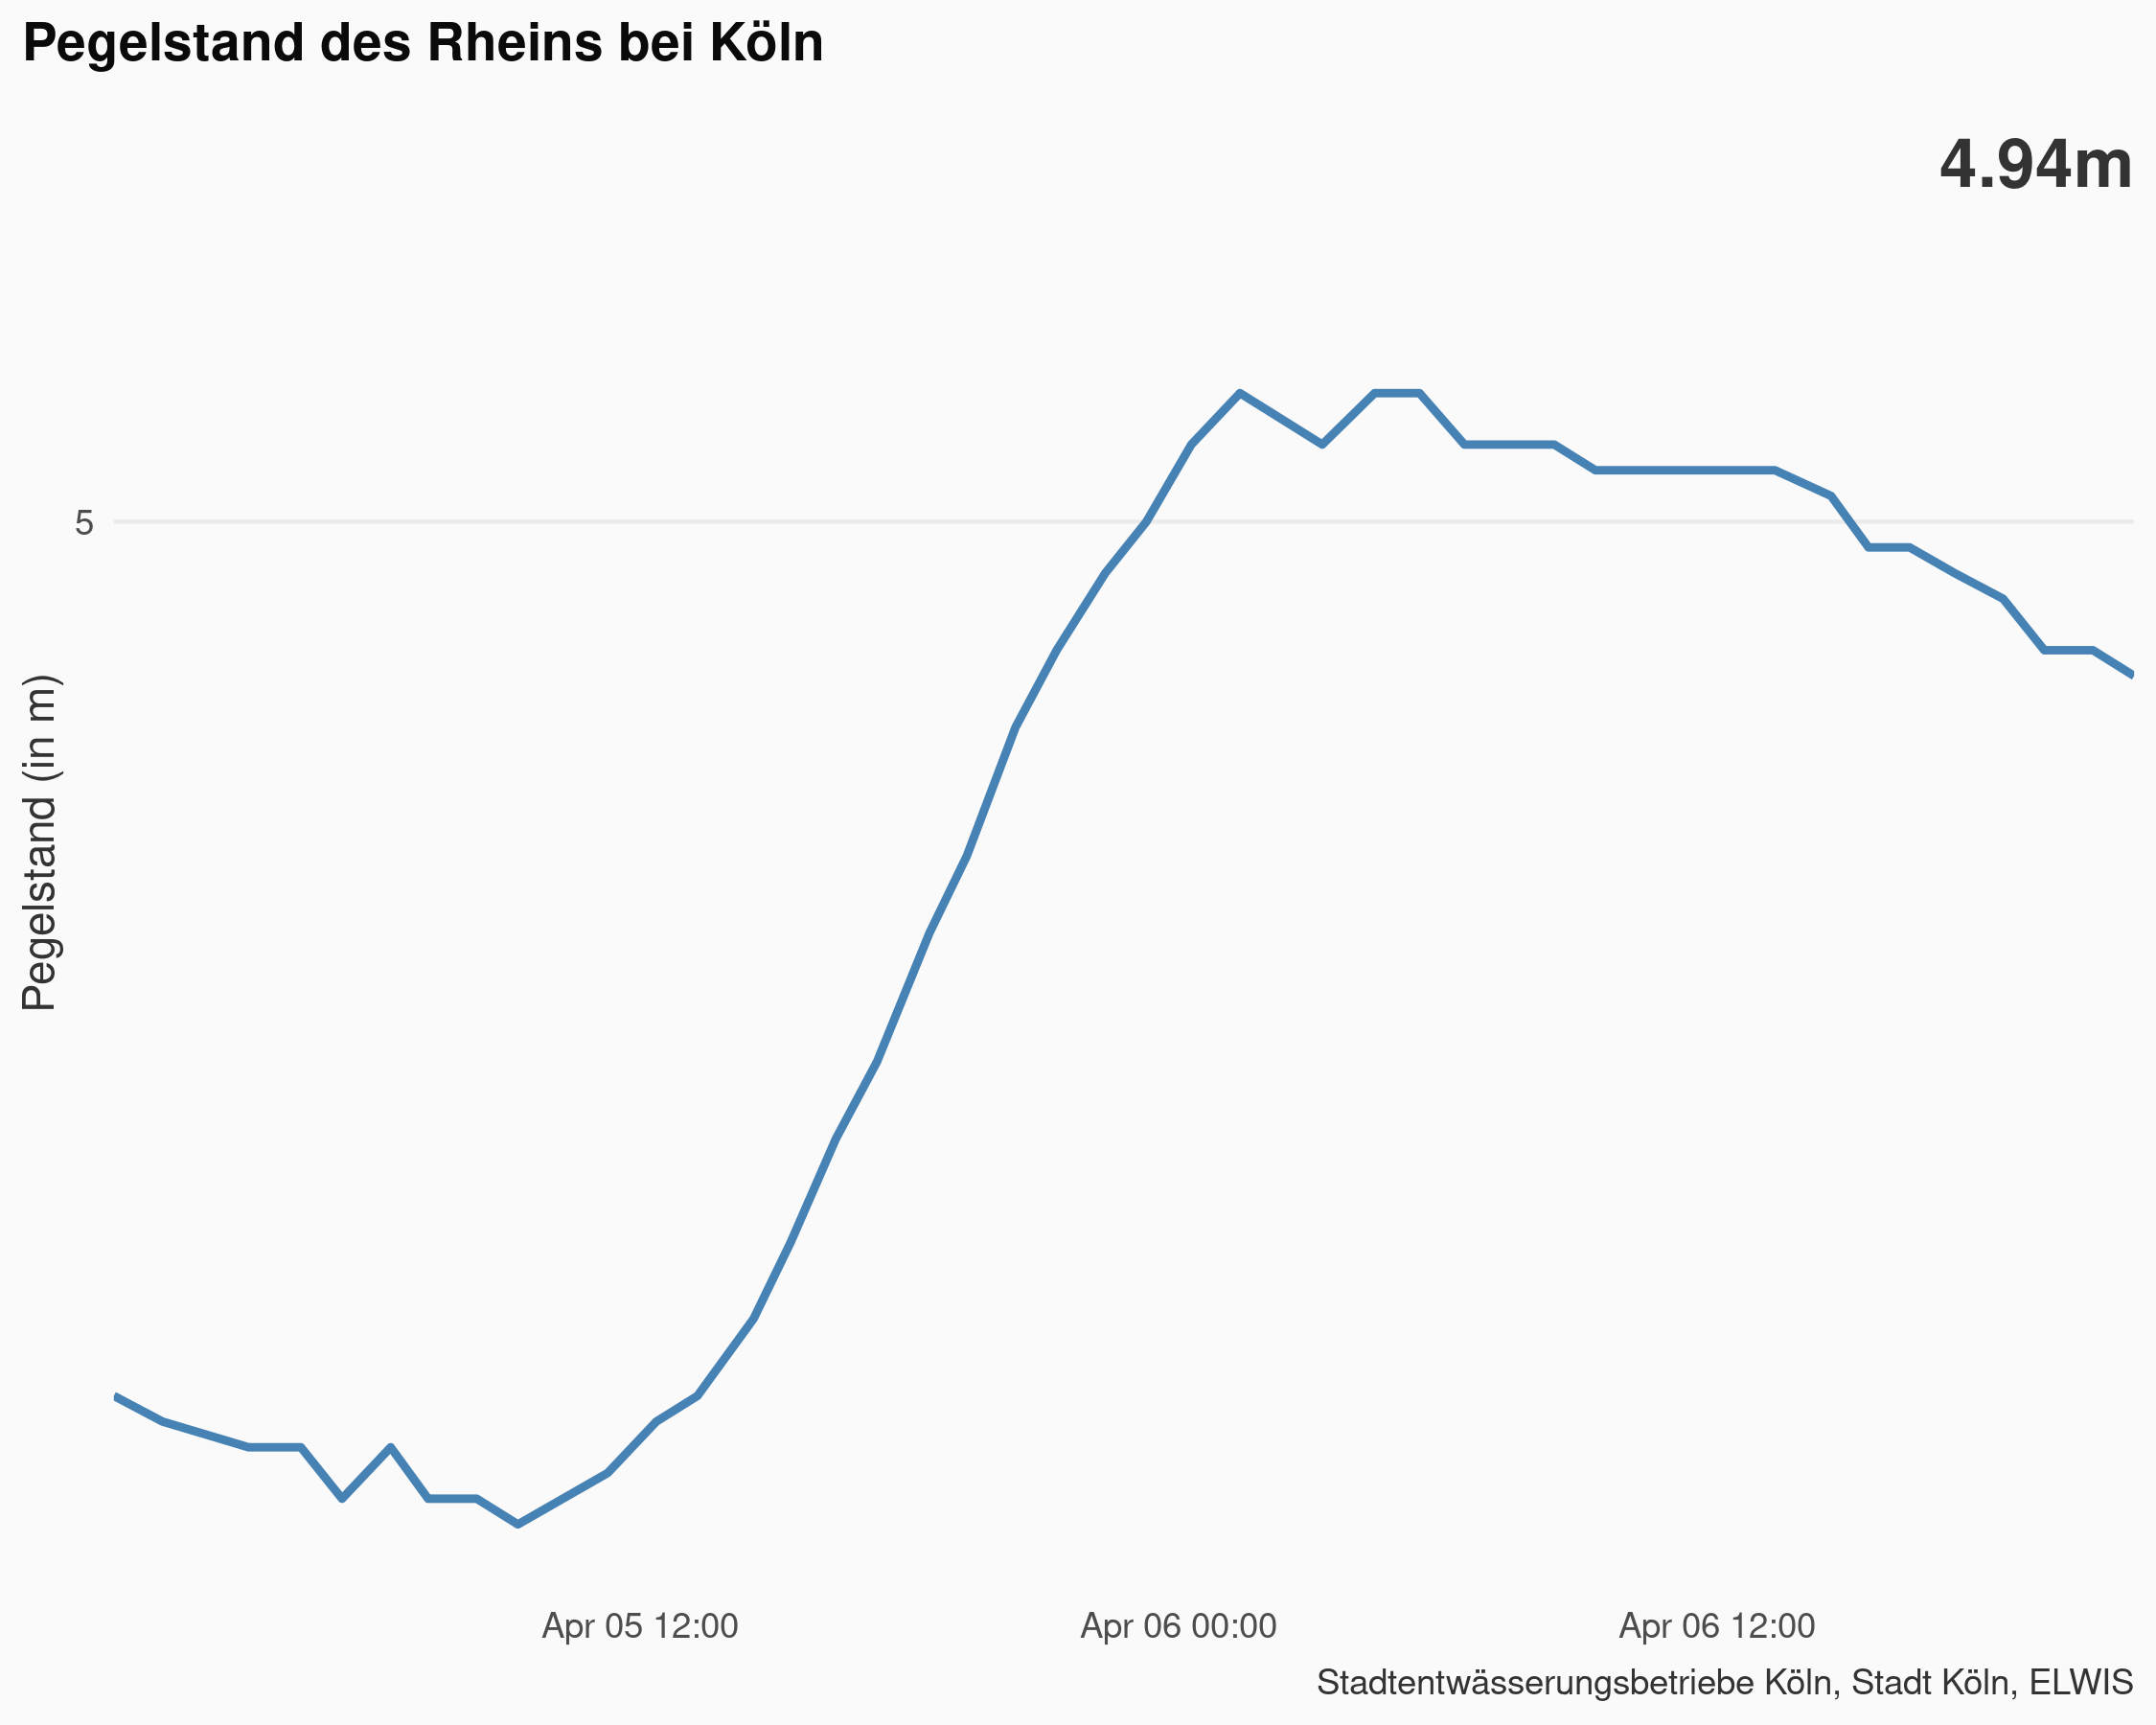 Pegelstand des Rheins bei Köln
4.94m
5
Pegelstand (in m)
Apr 05 12:00
Apr 06 00:00
Apr 06 12:00
Stadtentwässerungsbetriebe Köln, Stadt Köln, ELWIS